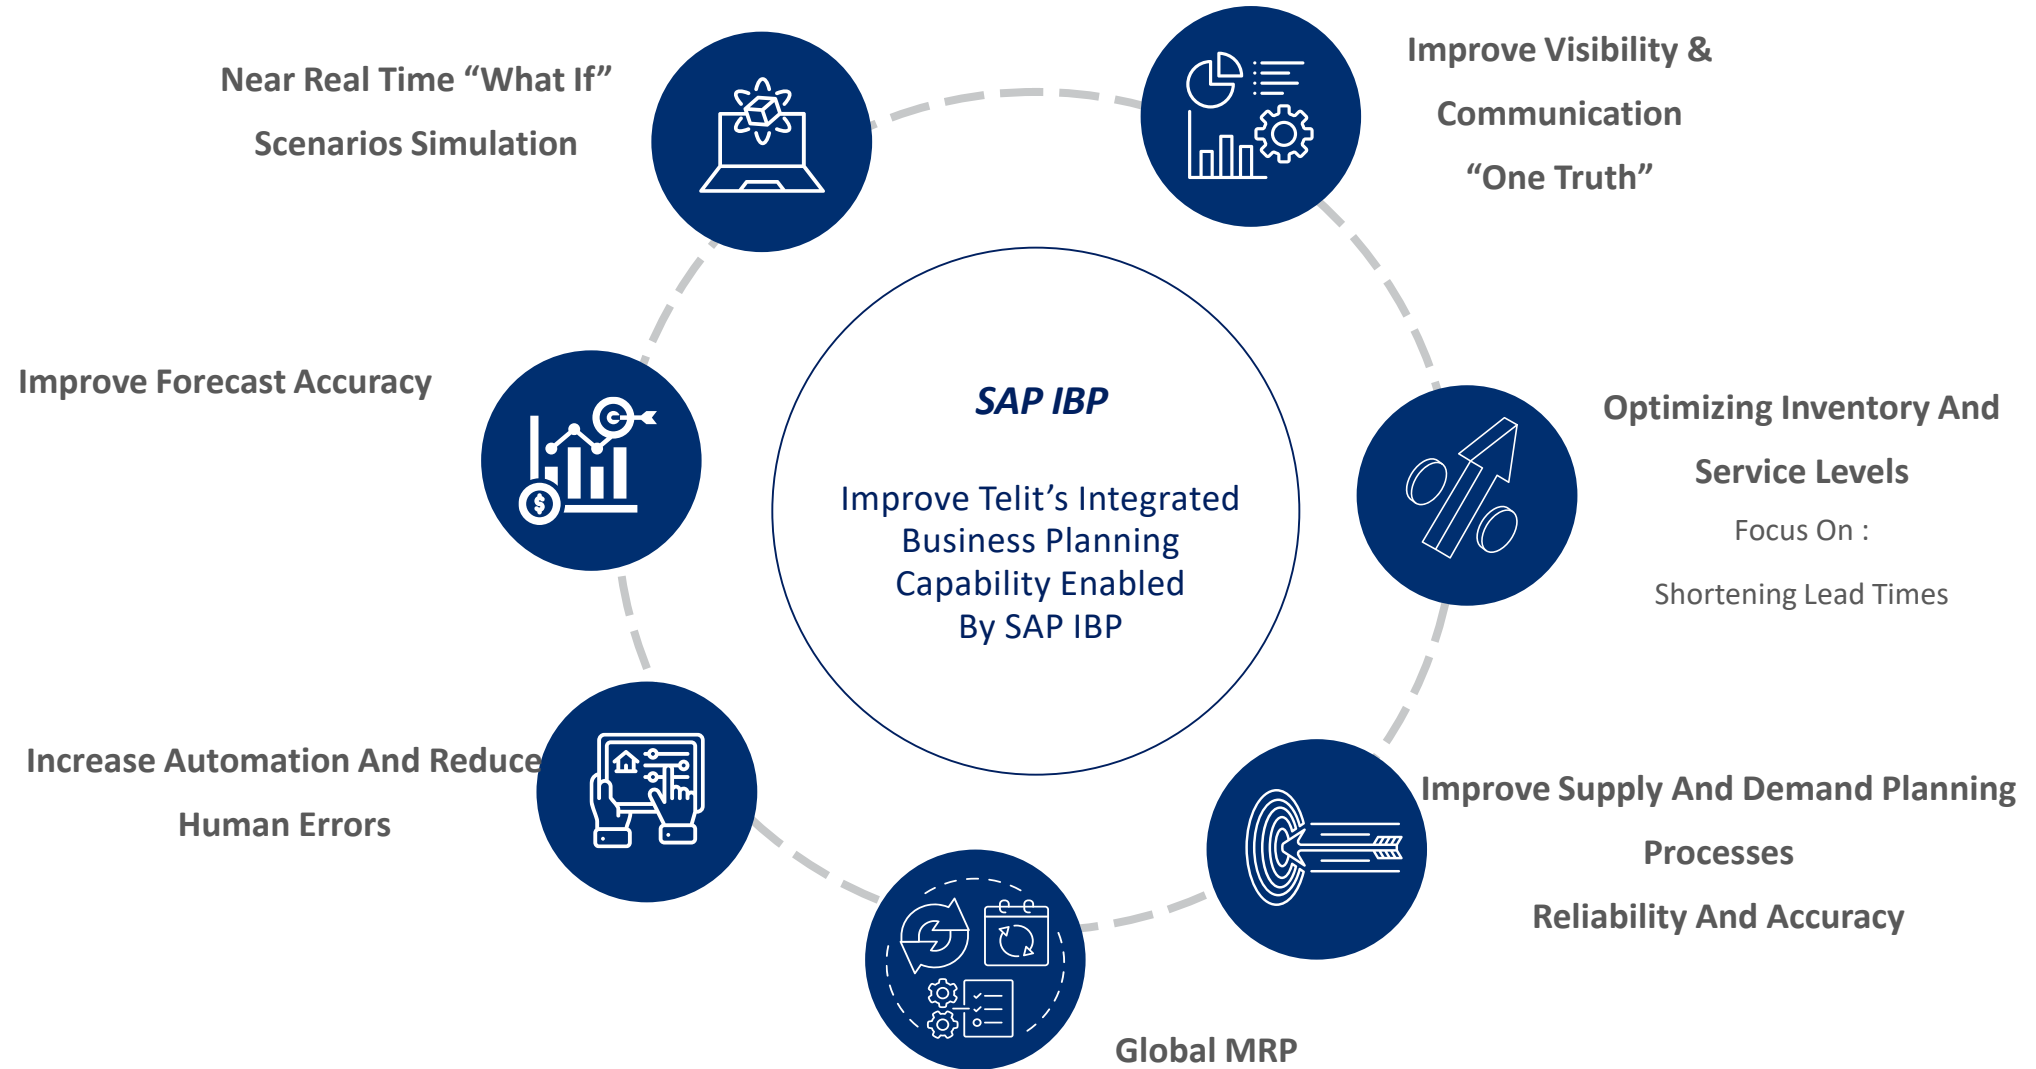 Near Real Time “What If”
Scenarios Simulation
Improve Visibility &
Communication
“One Truth”
Improve Forecast Accuracy
SAP IBP
Improve Telit’s Integrated
Business Planning
Capability Enabled
By SAP IBP
Optimizing Inventory And
Service Levels
Focus On :
Shortening Lead Times
Increase Automation And Reduce
Human Errors
Improve Supply And Demand Planning
Processes
Reliability And Accuracy
Global MRP